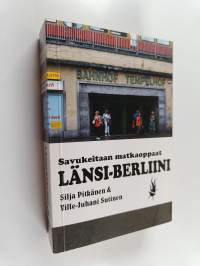 BAHNHOF TEMPELHOF
Savukeitaan matkaoppaat
LÄNSI-BERLIINI
Silja Pitkänen &
Ville-Juhani Sutinen